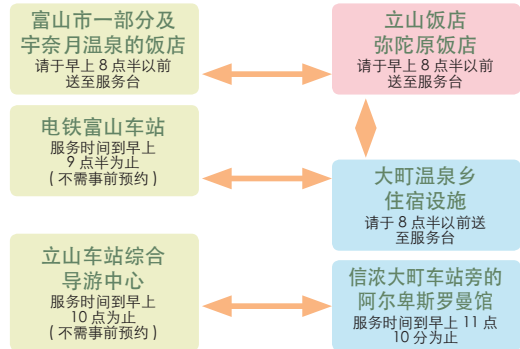 富山市一部分及
宇奈月温泉的饭店
请于早上 8 点半以前
送至服务台
立山饭店
弥陀原饭店
请于早上 8 点半以前
送至服务台
电铁富山车站
服务时间到早上
9 点半为止
( 不需事前预约 )
大町温泉乡
住宿设施
请于 8 点半以前送
至服务台
立山车站综合
导游中心
服务时间到早上
10 点为止
( 不需事前预约 )
信浓大町车站旁的
阿尔卑斯罗曼馆
服务时间到早上 11 点
10 分为止